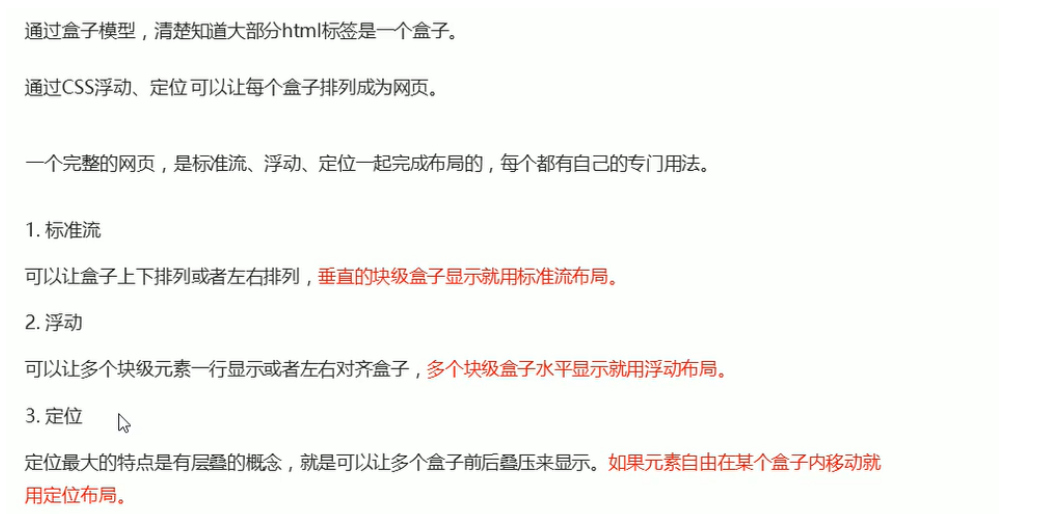 通过盒子模型，清楚知道大部分html标签是一个盒子。
通过CSS浮动、定位 可以让每个盒子排列成为网页。
一个完整的网页，是标准流、浮动、定位一起完成布局的，每个都有自己的专门用法。
1. 标准流
可以让盒子上下排列或者左右排列，垂直的块级盒子显示就用标准流布局。
2. 浮动
可以让多个块级元素一行显示或者左右对齐盒子，多个块级盒子水平显示就用浮动布局。
3. 定位
定位最大的特点是有层叠的概念，就是可以让多个盒子前后叠压来显示。如果元素自由在某个盒子内移动就
用定位布局。